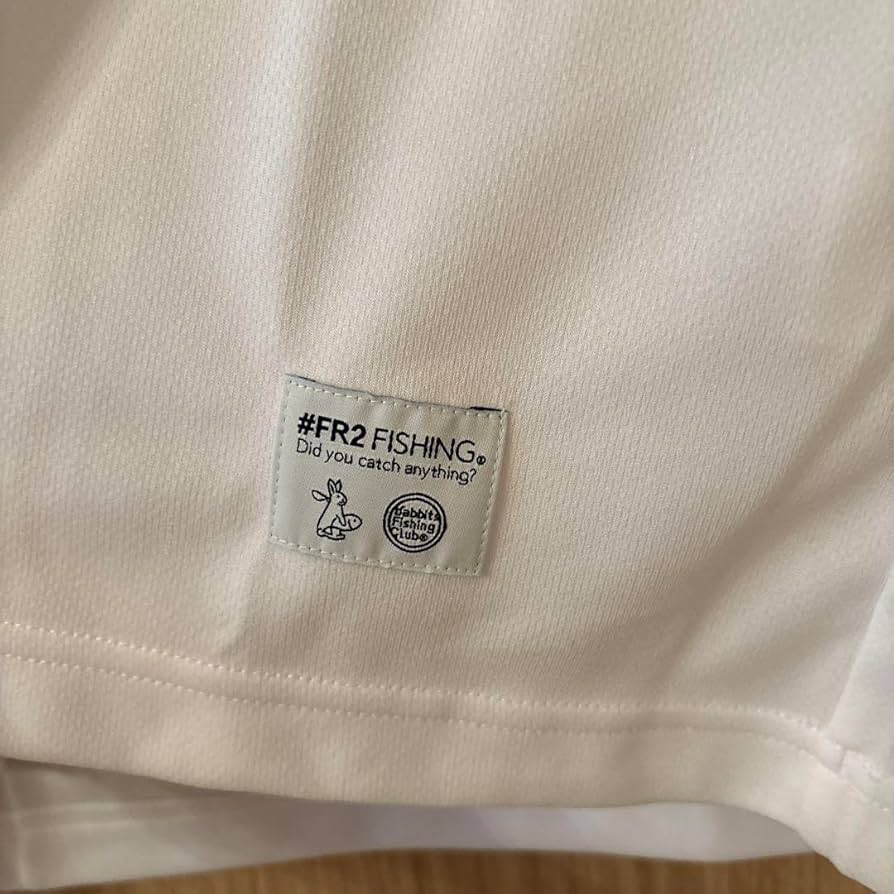 #FR2 FISHING®
Did you catch anything?
Rabbits
Fishing
Club®